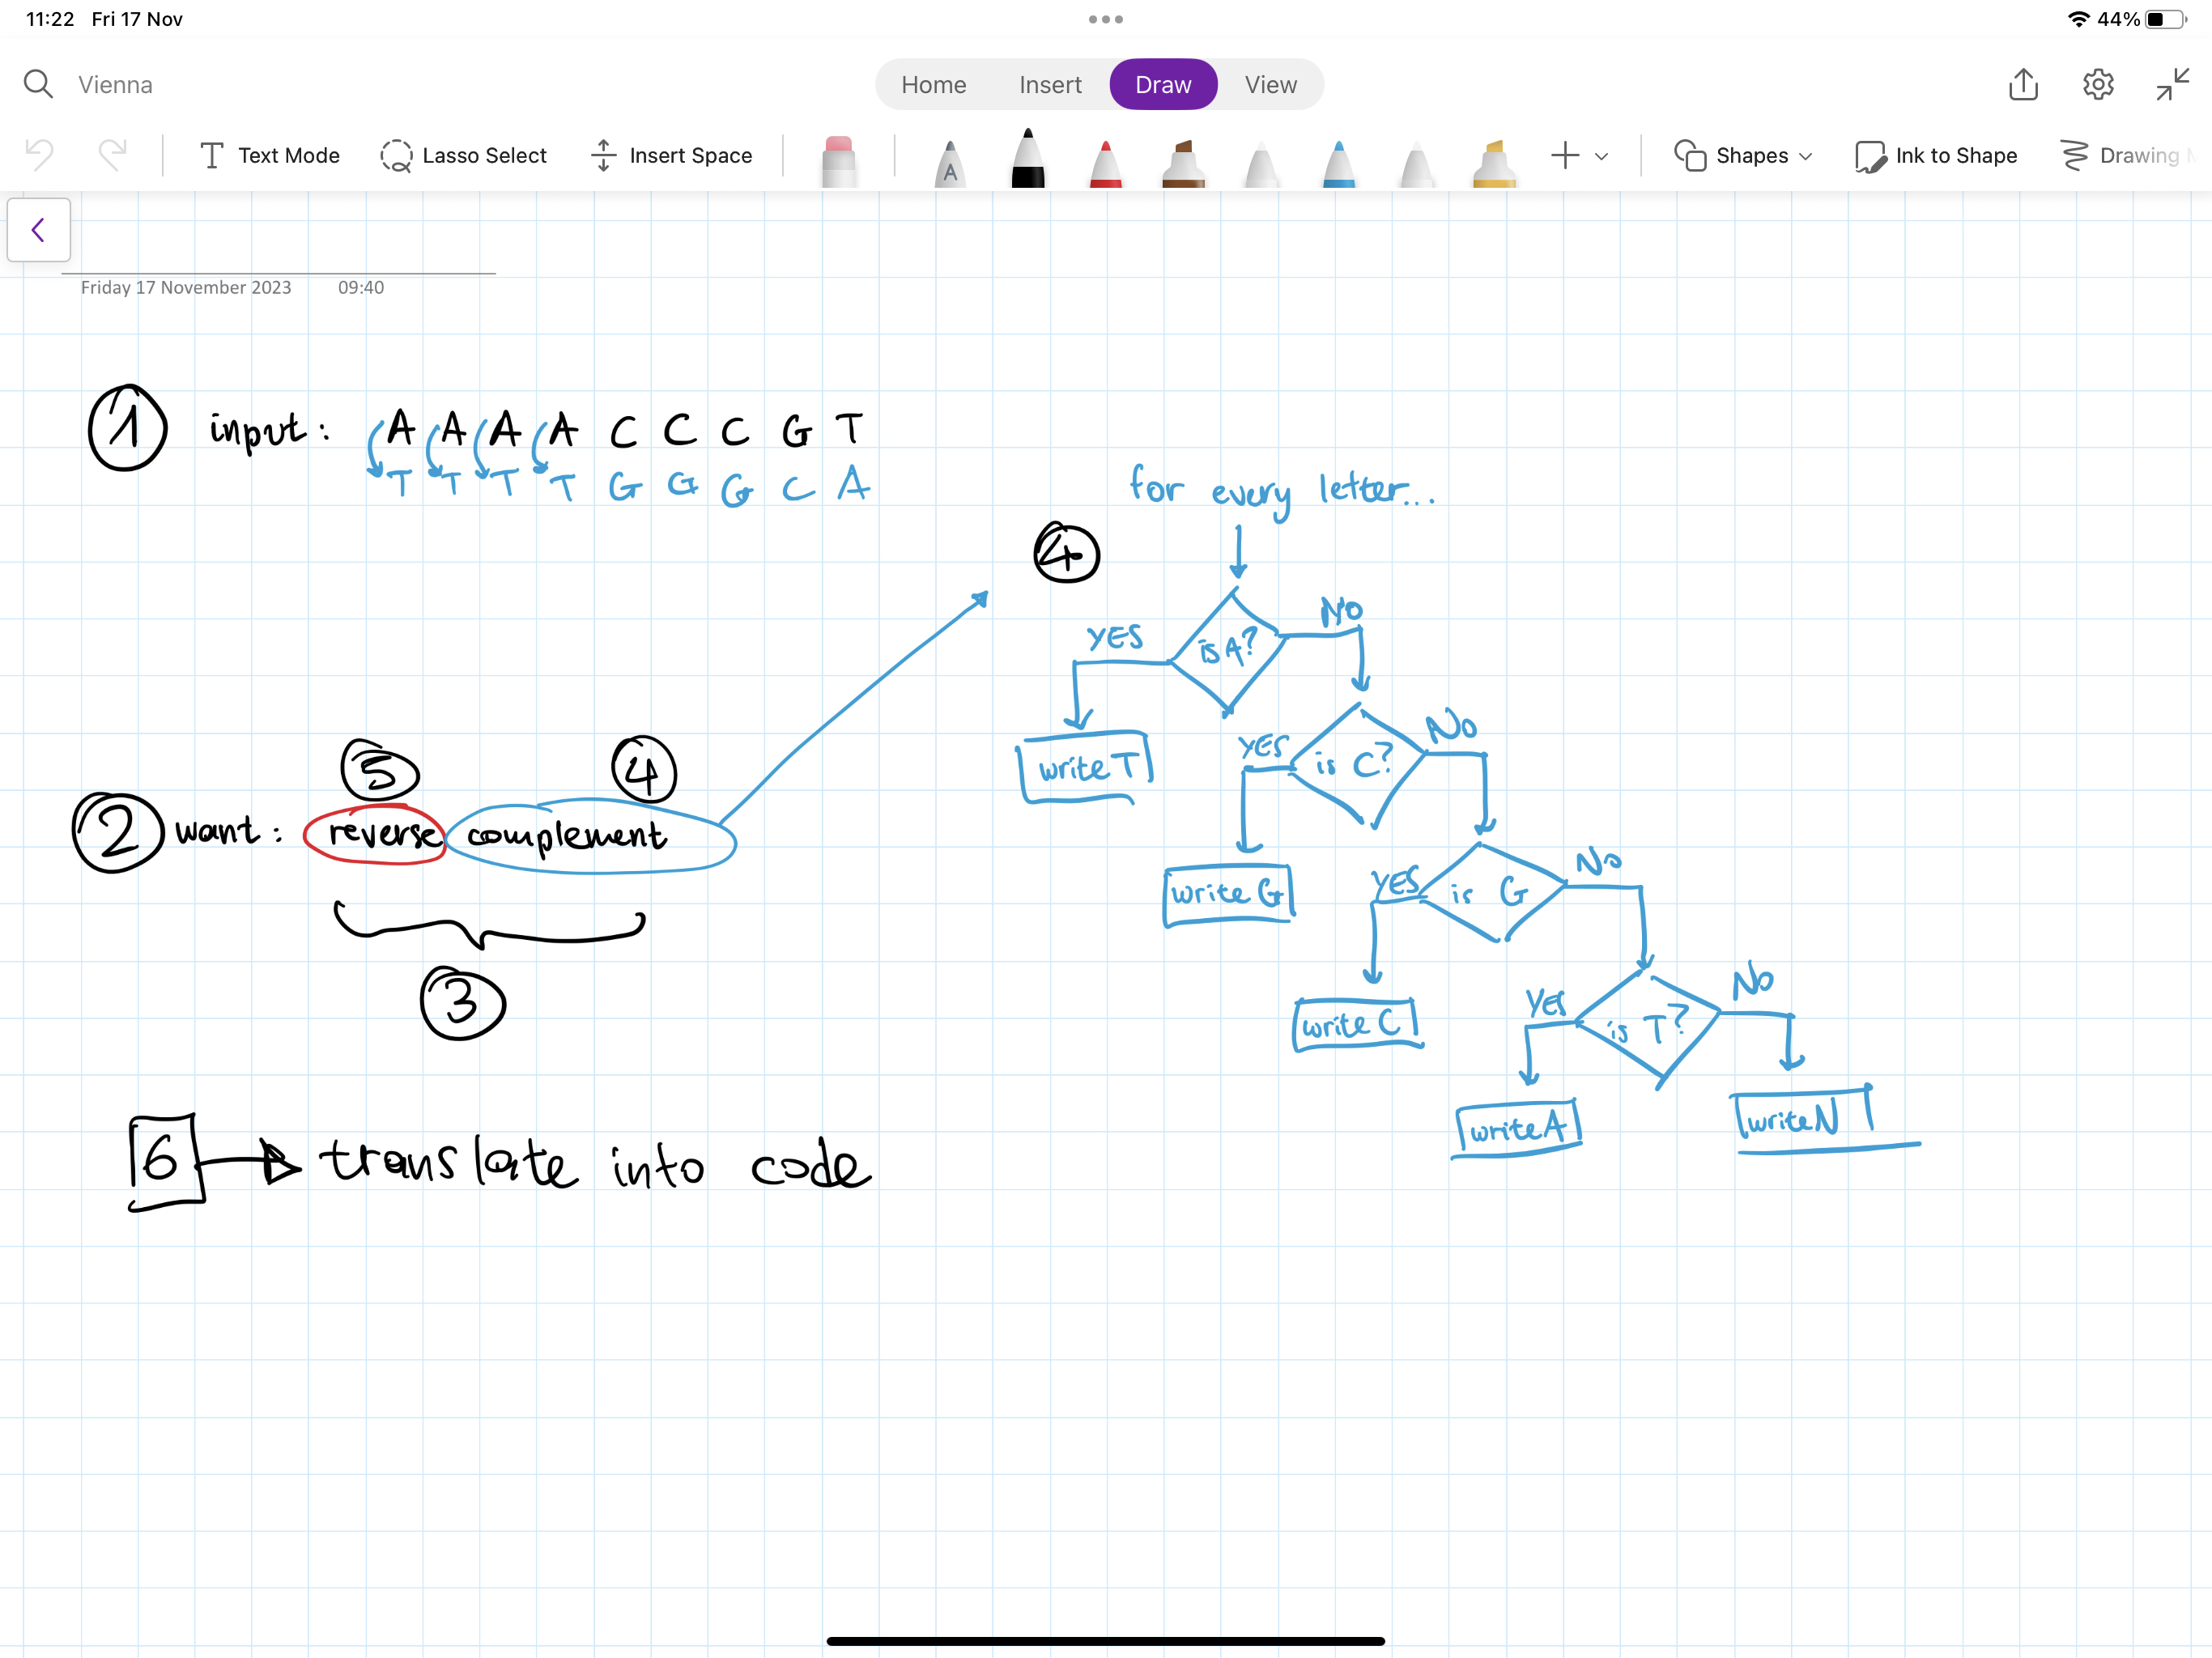 11:22 Fri 17 Nov
44%
Vienna
Home Insert Draw View
Text Mode Lasso Select Insert Space A Shapes Ink to Shape Drawing
Friday 17 November 2023 09:40
1 input: A A A A C C C G T
T T T T G G G C A
for every letter...
4
is A?
YES
NO
write T
is C?
YES
NO
write G
is G
YES
NO
write C
is T?
YES
NO
write A
write N
5 4
2 want: reverse complement
3
6 translate into code